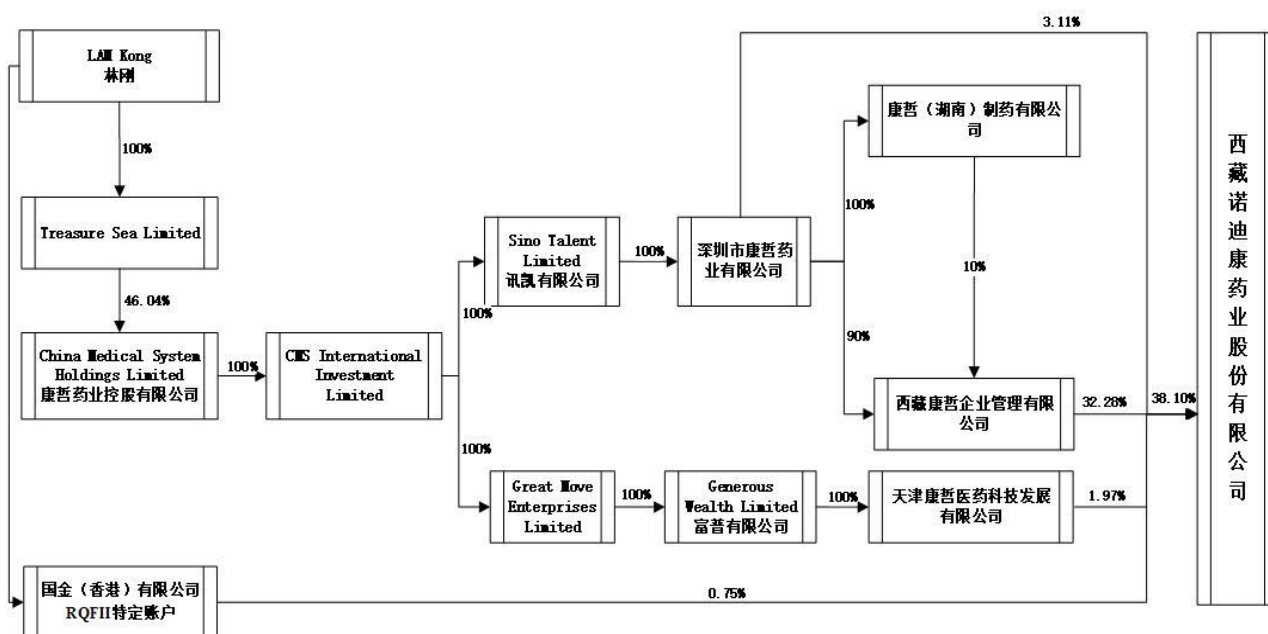 3.11%
LAM Kong
林刚
100%
Treasure Sea Limited
46.04%
China Medical System
Holdings Limited
康哲药业控股有限公司
100%
CMS International
Investment
Limited
100%
100%
Sino Talent
Limited
讯凯有限公司
100%
深圳市康哲药
业有限公司
100%
90%
康哲（湖南）制药有限公
司
10%
西藏康哲企业管理有限
公司
32.28%
38.10%
Great Move
Enterprises
Limited
100%
Generous
Wealth Limited
富普有限公司
100%
天津康哲医药科技发展
有限公司
1.97%
国金（香港）有限公司
RQFII特定账户
0.75%
西藏诺迪康药业股份有限公司